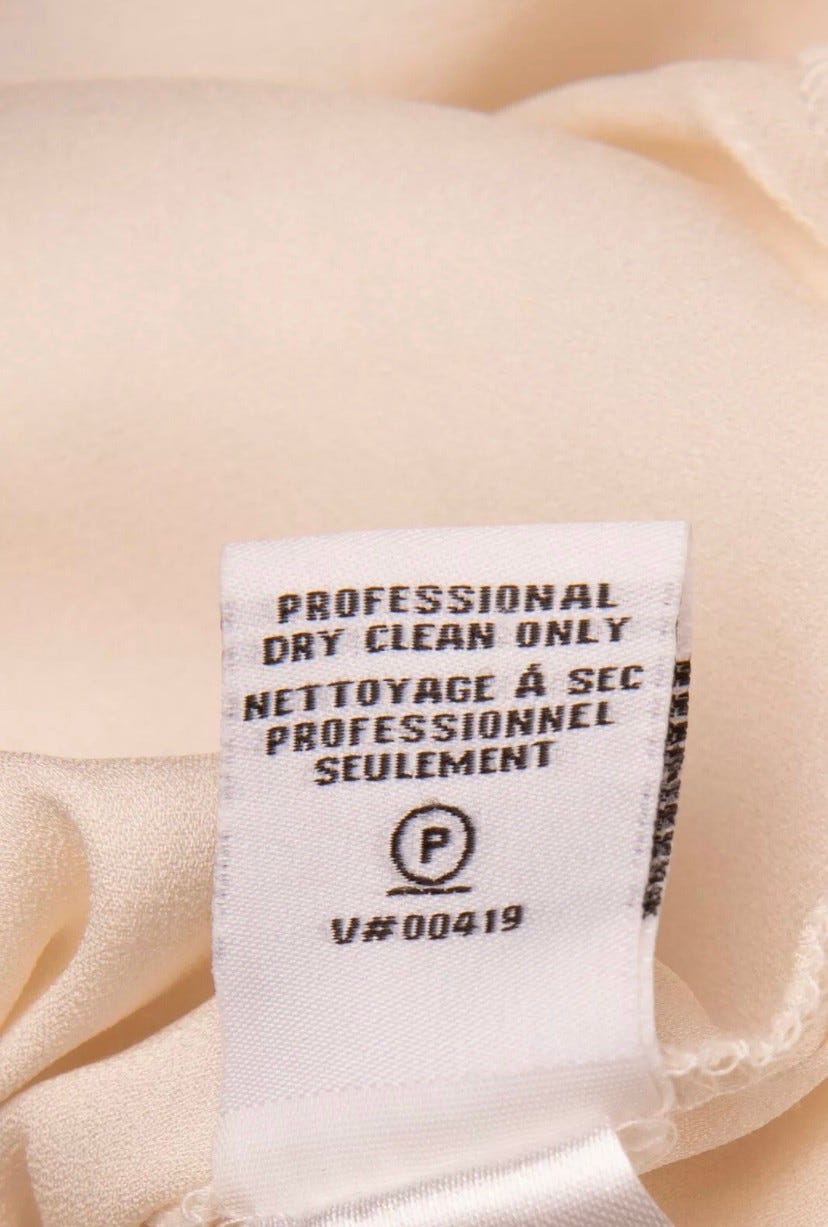 PROFESSIONAL
DRY CLEAN ONLY
NETTOYAGE Á SEC
PROFESSIONNEL
SEULEMENT
P
V#00419